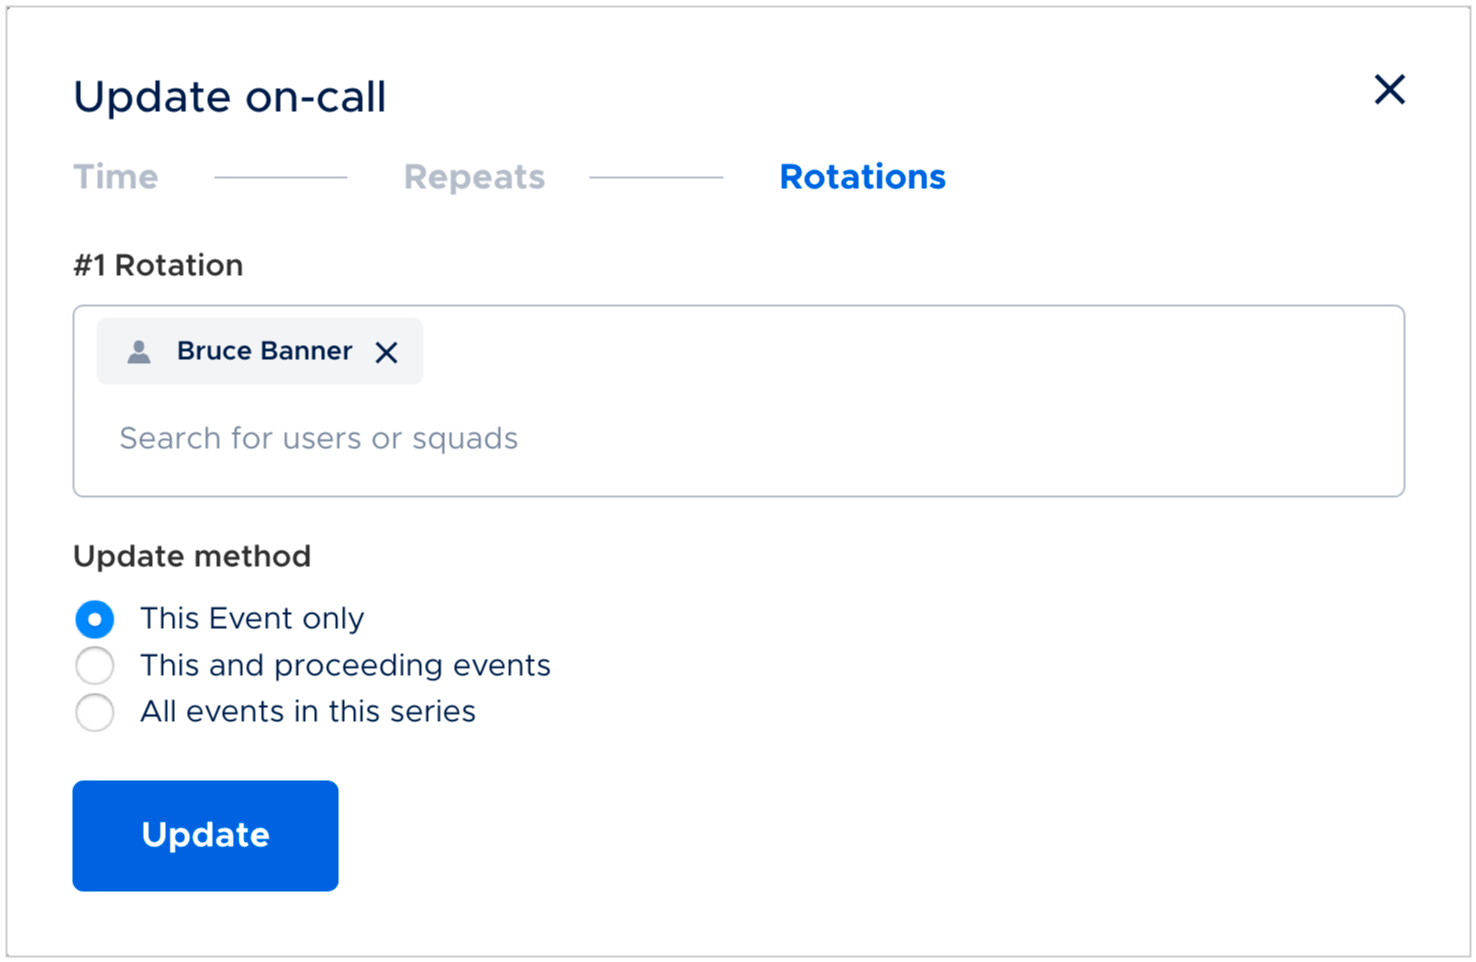 Update on-call
Time Repeats Rotations
#1 Rotation
Bruce Banner
Search for users or squads
Update method
This Event only
This and proceeding events
All events in this series
Update